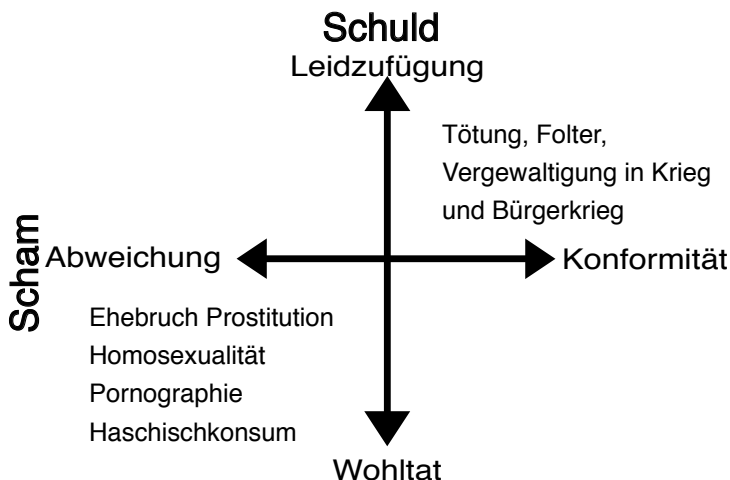 Schuld
Leidzufügung
Tötung, Folter,
Vergewaltigung in Krieg
und Bürgerkrieg
Scham
Abweichung
Konformität
Ehebruch Prostitution
Homosexualität
Pornographie
Haschischkonsum
Wohltat